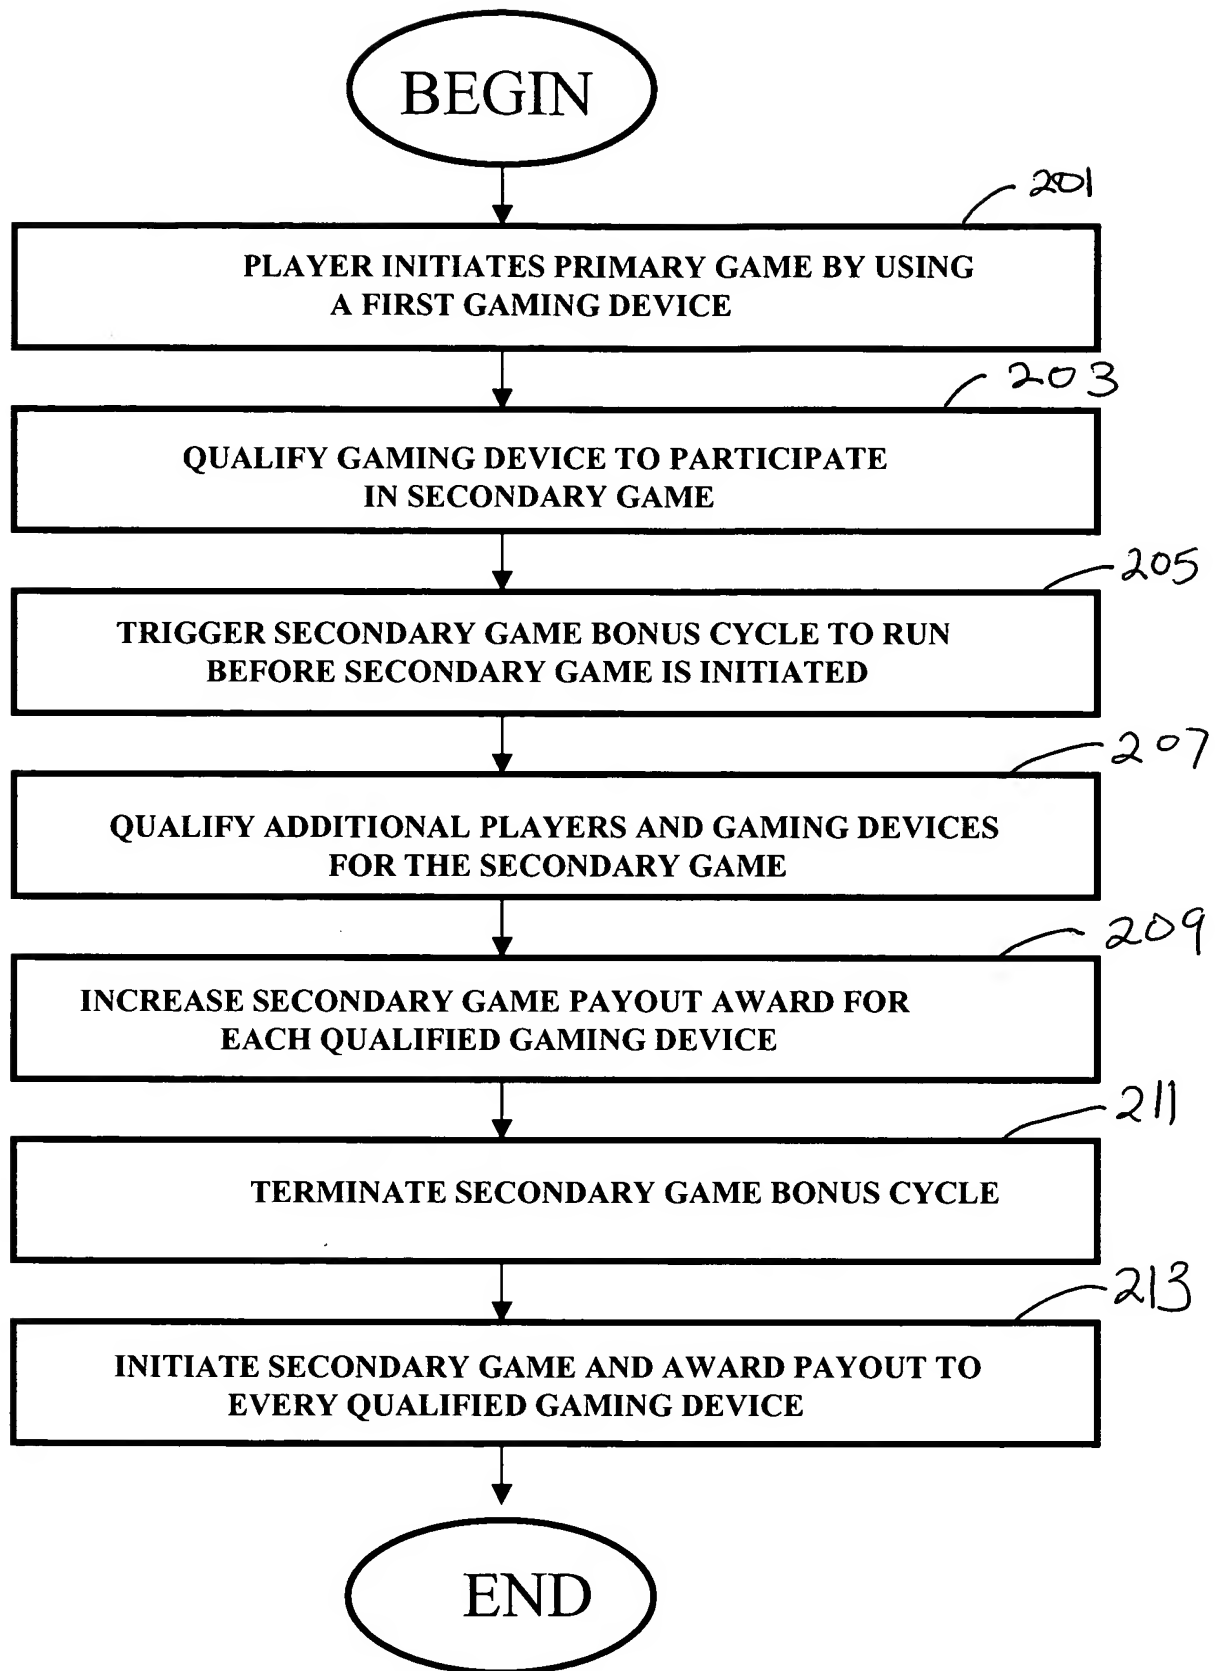 BEGIN
201
PLAYER INITIATES PRIMARY GAME BY USING
A FIRST GAMING DEVICE
203
QUALIFY GAMING DEVICE TO PARTICIPATE
IN SECONDARY GAME
205
TRIGGER SECONDARY GAME BONUS CYCLE TO RUN
BEFORE SECONDARY GAME IS INITIATED
207
QUALIFY ADDITIONAL PLAYERS AND GAMING DEVICES
FOR THE SECONDARY GAME
209
INCREASE SECONDARY GAME PAYOUT AWARD FOR
EACH QUALIFIED GAMING DEVICE
211
TERMINATE SECONDARY GAME BONUS CYCLE
213
INITIATE SECONDARY GAME AND AWARD PAYOUT TO
EVERY QUALIFIED GAMING DEVICE
END